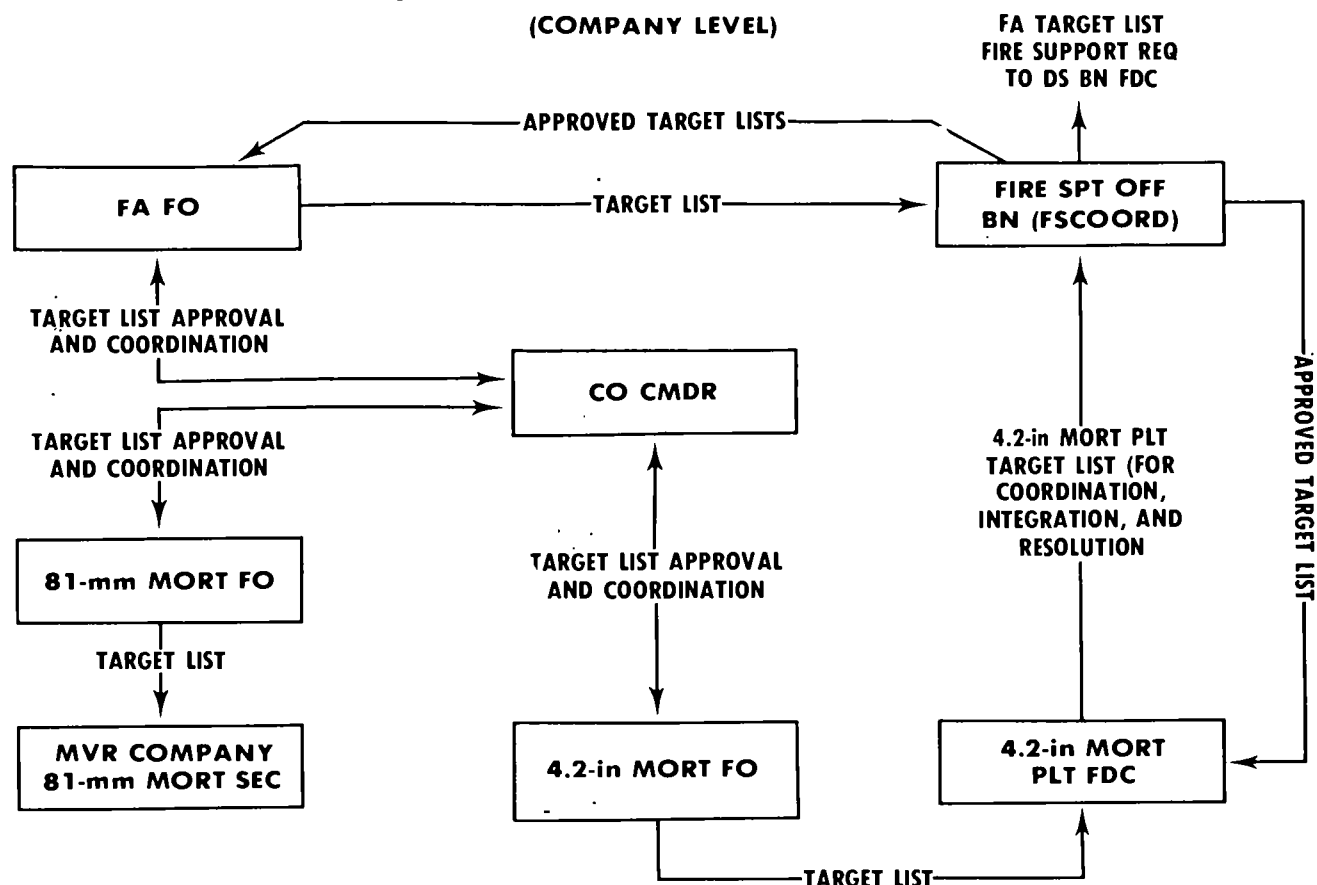 (COMPANY LEVEL)
FA TARGET LIST
FIRE SUPPORT REQ
TO DS BN FDC
APPROVED TARGET LISTS
FA FO
TARGET LIST
FIRE SPT OFF
BN (FSCOORD)
TARGET LIST APPROVAL
AND COORDINATION
CO CMDR
TARGET LIST APPROVAL
AND COORDINATION
4.2-in MORT PLT
TARGET LIST (FOR
COORDINATION,
INTEGRATION, AND
RESOLUTION
APPROVED TARGET LIST
81-mm MORT FO
TARGET LIST APPROVAL
AND COORDINATION
TARGET LIST
MVR COMPANY
81-mm MORT SEC
4.2-in MORT FO
4.2-in MORT
PLT FDC
TARGET LIST